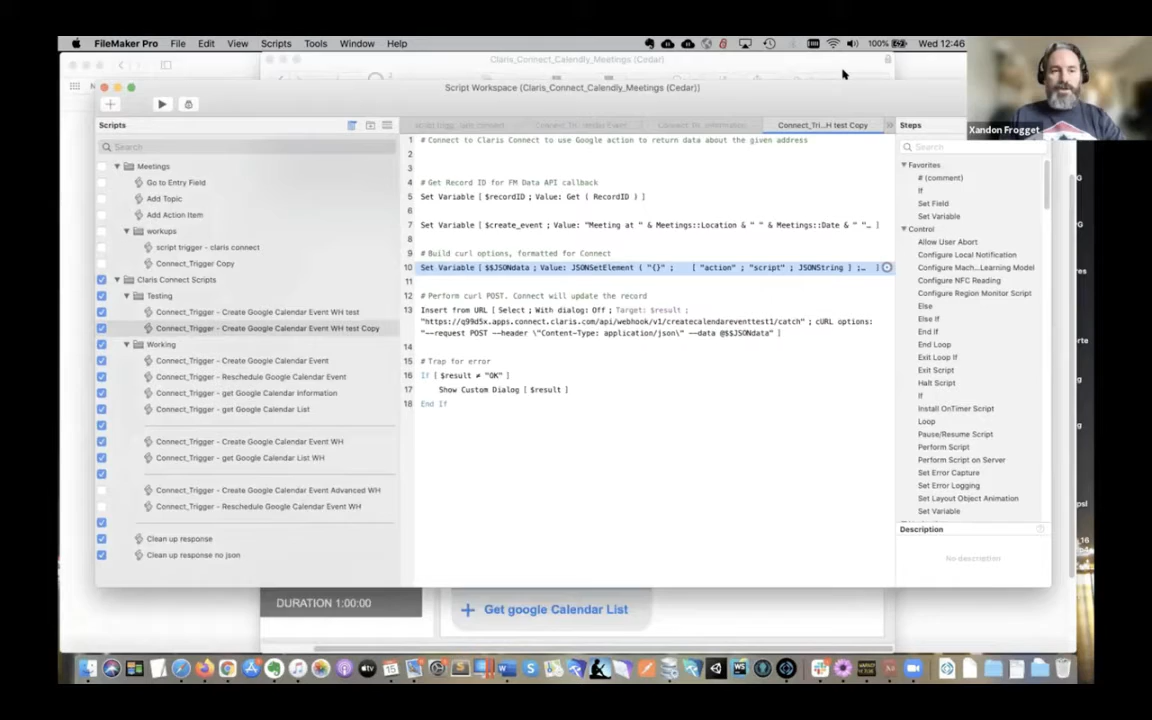 FileMaker Pro File Edit View Scripts Tools Window Help 100% Wed 12:46
Claris_Connect_Calendly_Meetings (Cedar)
Script Workspace (Claris_Connect_Calendly_Meetings (Cedar))
Xandon Frogget
Scripts
Search
Meetings
Go to Entry Field
Add Topic
Add Action Item
workups
script trigger - claris connect
Connect_Trigger Copy
Claris Connect Scripts
Testing
Connect_Trigger - Create Google Calendar Event WH test
Connect_Trigger - Create Google Calendar Event WH test Copy
Working
Connect_Trigger - Create Google Calendar Event
Connect_Trigger - Reschedule Google Calendar Event
Connect_Trigger - get Google Calendar Information
Connect_Trigger - get Google Calendar List
Connect_Trigger - Create Google Calendar Event WH
Connect_Trigger - get Google Calendar List WH
Connect_Trigger - Create Google Calendar Event Advanced WH
Connect_Trigger - Reschedule Google Calendar Event WH
Clean up response
Clean up response no json
Connect_Tri...H test Copy
1 # Connect to Claris Connect to use Google action to return data about the given address
2
3
4 # Get Record ID for FM Data API callback
5 Set Variable [ $recordID ; Value: Get ( RecordID ) ]
6
7 Set Variable [ $create_event ; Value: "Meeting at " & Meetings::Location & " " & Meetings::Date & " "… ]
8
9 # Build curl options, formatted for Connect
10 Set Variable [ $$JSONdata ; Value: JSONSetElement ( "{}" ; [ "action" ; "script" ; JSONString ] ;… ]
11
12 # Perform curl POST. Connect will update the record
13 Insert from URL [ Select ; With dialog: Off ; Target: $result ;
"https://q99d5x.apps.connect.claris.com/api/webhook/v1/createcalendareventtest1/catch" ; cURL options:
"--request POST --header \"Content-Type: application/json\" --data @$$JSONdata" ]
14
15 # Trap for error
16 If [ $result ≠ "OK" ]
17 Show Custom Dialog [ $result ]
18 End If
Steps
Search
Favorites
# (comment)
If
Set Field
Set Variable
Control
Allow User Abort
Configure Local Notification
Configure Mach...Learning Model
Configure NFC Reading
Configure Region Monitor Script
Else
Else If
End If
End Loop
Exit Loop If
Exit Script
Halt Script
If
Install OnTimer Script
Loop
Pause/Resume Script
Perform Script
Perform Script on Server
Set Error Capture
Set Error Logging
Set Layout Object Animation
Set Variable
Description
No description
DURATION 1:00:00
+ Get google Calendar List